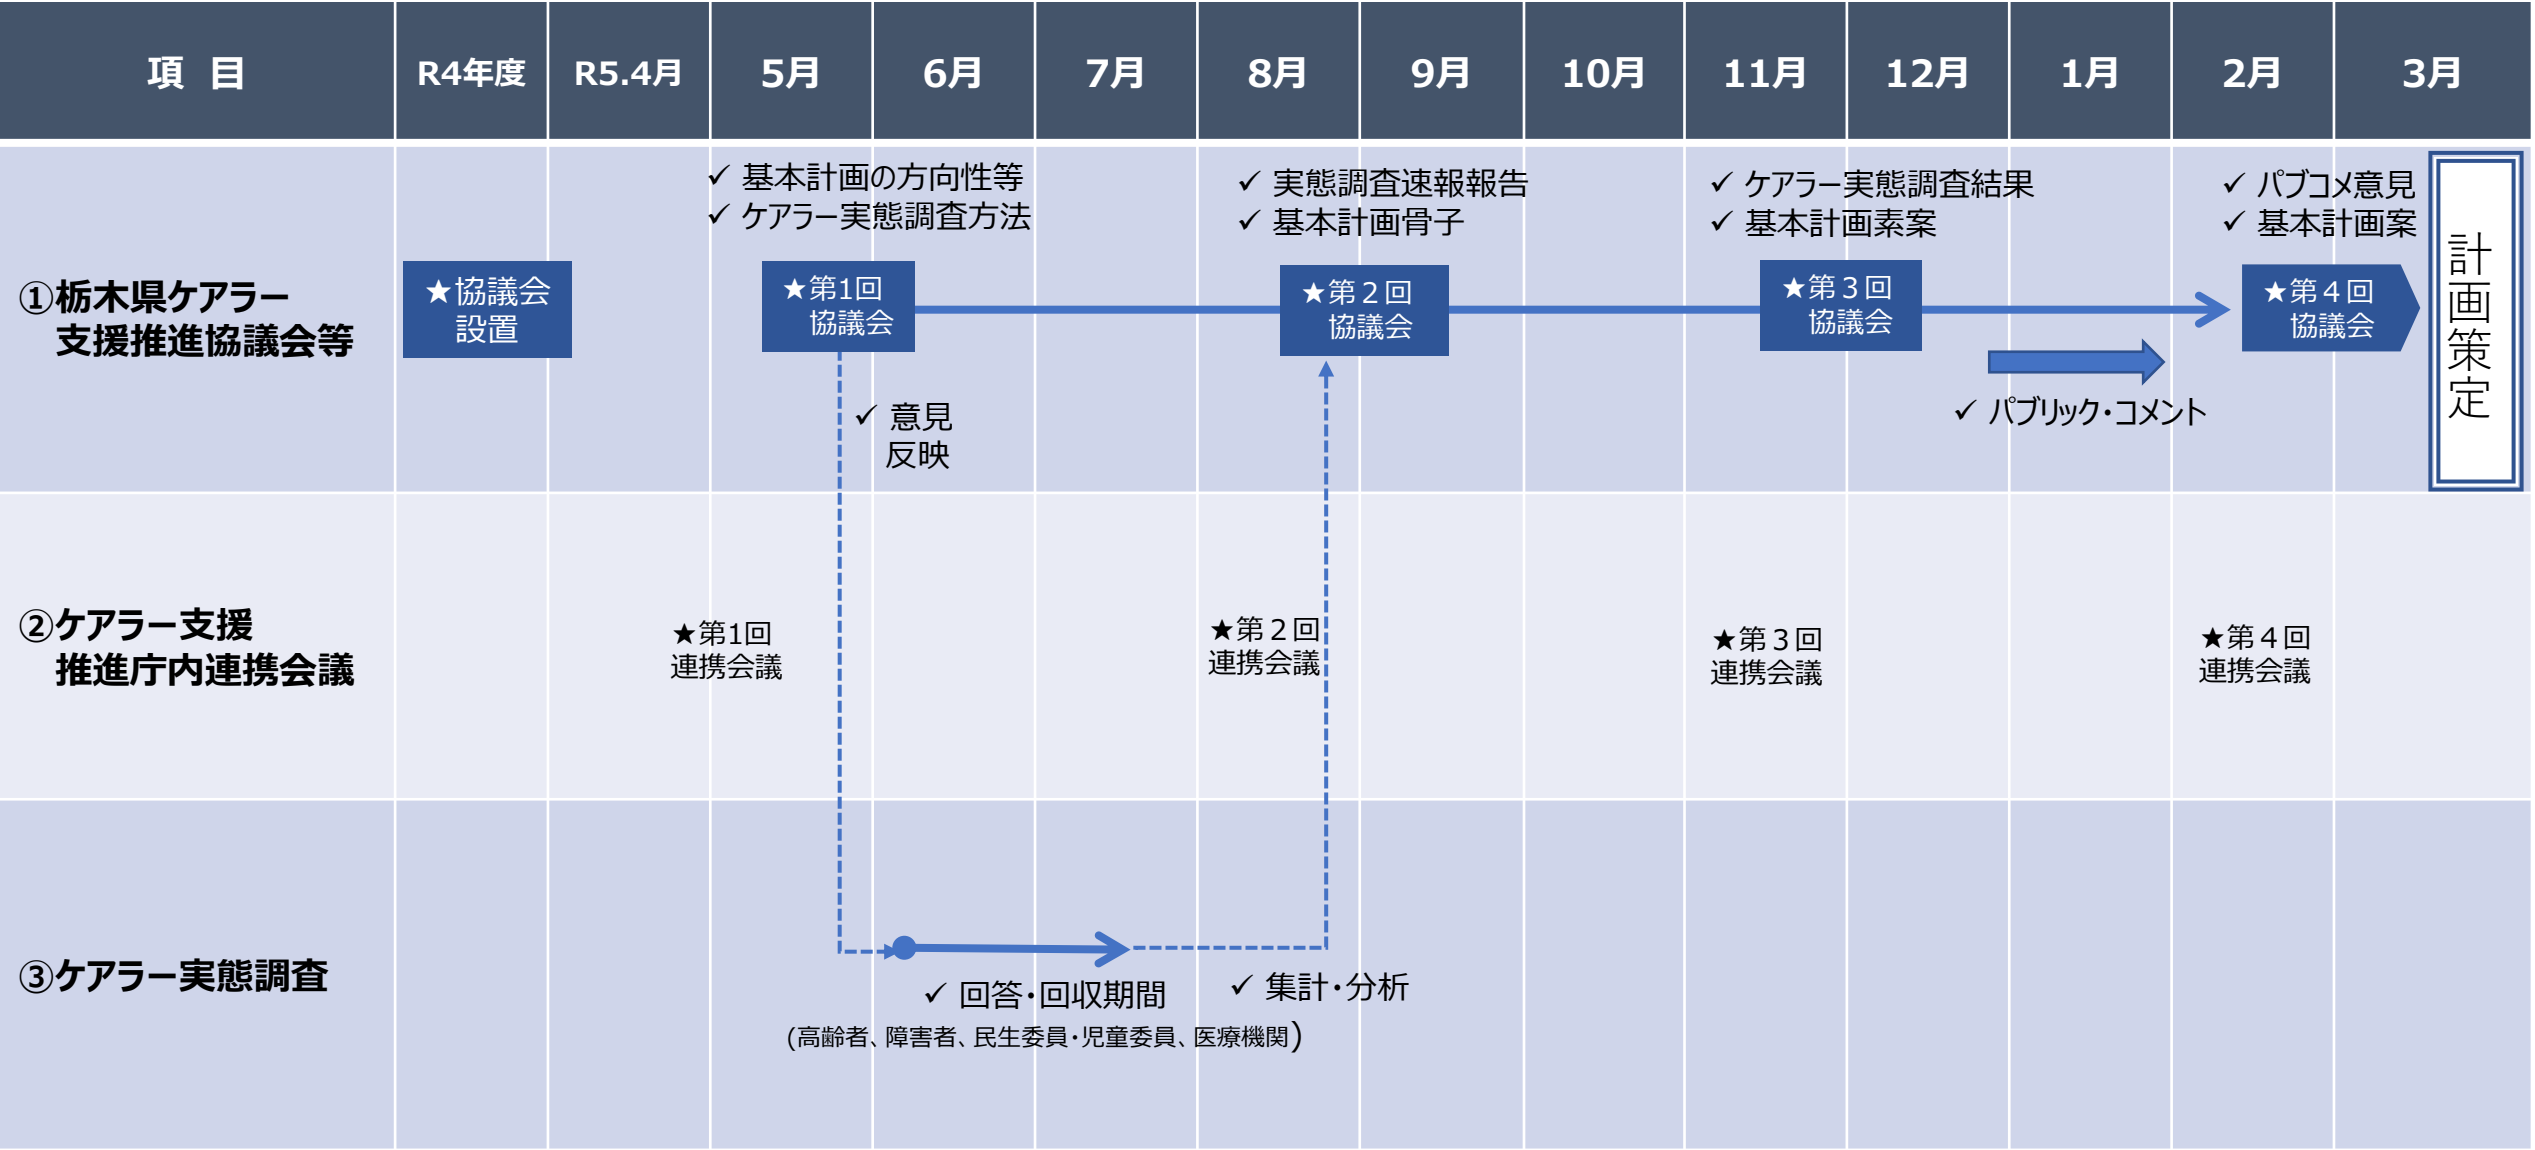 項 目
R4年度
R5.4月
5月
6月
7月
8月
9月
10月
11月
12月
1月
2月
3月
①栃木県ケアラー
支援推進協議会等
★協議会
設置
✓ 基本計画の方向性等
✓ ケアラー実態調査方法
★第1回
協議会
✓ 意見
反映
✓ 実態調査速報報告
✓ 基本計画骨子
★第２回
協議会
✓ ケアラー実態調査結果
✓ 基本計画素案
★第３回
協議会
✓ パブリック・コメント
✓ パブコメ意見
✓ 基本計画案
★第４回
協議会
計画策定
②ケアラー支援
推進庁内連携会議
★第1回
連携会議
★第２回
連携会議
★第３回
連携会議
★第４回
連携会議
③ケアラー実態調査
✓ 回答・回収期間
(高齢者、障害者、民生委員・児童委員、医療機関)
✓ 集計・分析